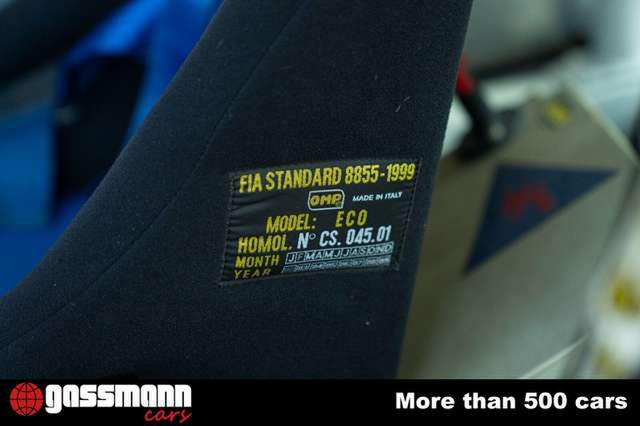 FIA STANDARD 8855-1999
OMP MADE IN ITALY
MODEL: ECO
HOMOL. N° CS. 045.01
MONTH JFMAMJJASOND
YEAR
gassmann
cars
More than 500 cars